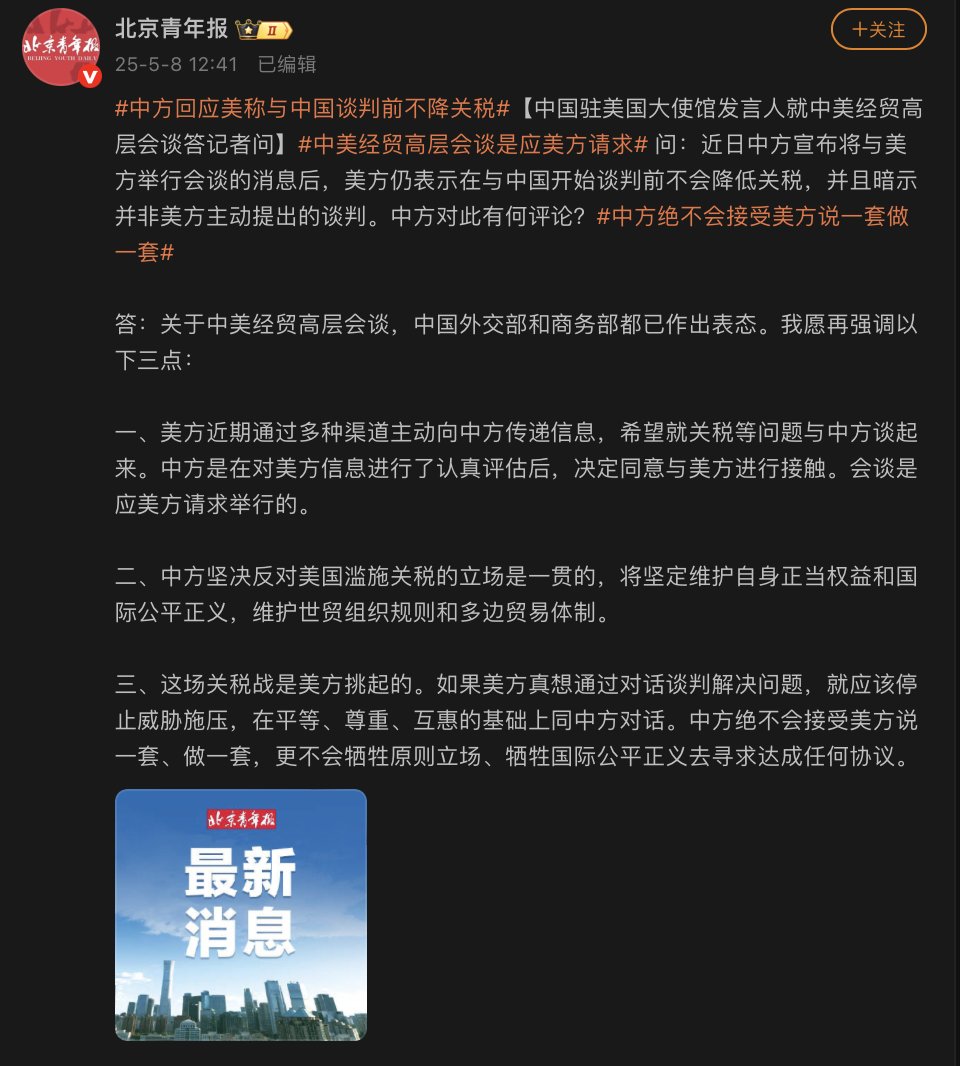 北京青年报
BEIJING YOUTH DAILY
北京青年报 II
+关注
25-5-8 12:41 已编辑
#中方回应美称与中国谈判前不降关税#【中国驻美国大使馆发言人就中美经贸高
层会谈答记者问】#中美经贸高层会谈是应美方请求# 问：近日中方宣布将与美
方举行会谈的消息后，美方仍表示在与中国开始谈判前不会降低关税，并且暗示
并非美方主动提出的谈判。中方对此有何评论？#中方绝不会接受美方说一套做
一套#
答：关于中美经贸高层会谈，中国外交部和商务部都已作出表态。我愿再强调以
下三点：
一、美方近期通过多种渠道主动向中方传递信息，希望就关税等问题与中方谈起
来。中方是在对美方信息进行了认真评估后，决定同意与美方进行接触。会谈是
应美方请求举行的。
二、中方坚决反对美国滥施关税的立场是一贯的，将坚定维护自身正当权益和国
际公平正义，维护世贸组织规则和多边贸易体制。
三、这场关税战是美方挑起的。如果美方真想通过对话谈判解决问题，就应该停
止威胁施压，在平等、尊重、互惠的基础上同中方对话。中方绝不会接受美方说
一套、做一套，更不会牺牲原则立场、牺牲国际公平正义去寻求达成任何协议。
北京青年报
最新
消息